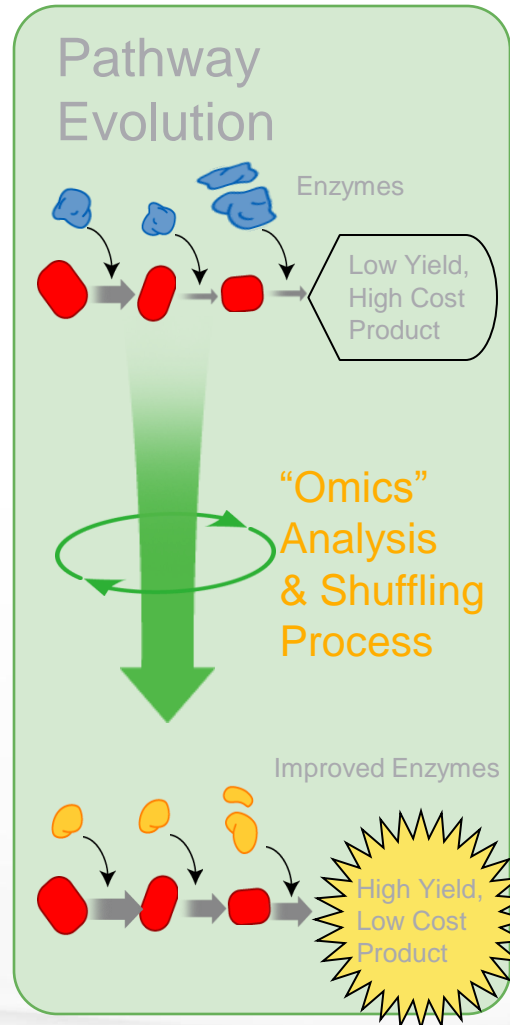 Pathway
Evolution
Enzymes
Low Yield,
High Cost
Product
“Omics”
Analysis
& Shuffling
Process
Improved Enzymes
High Yield,
Low Cost
Product